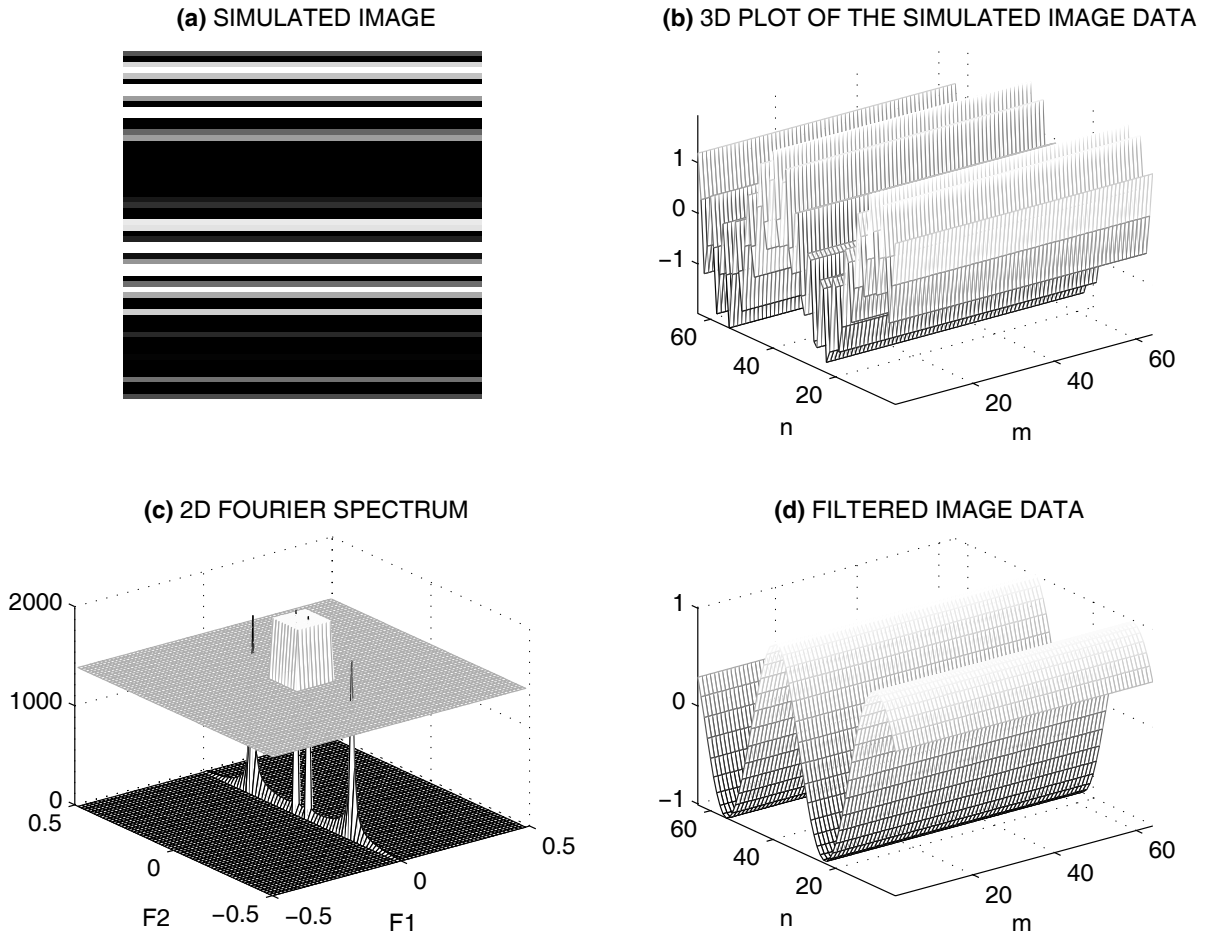 (a) SIMULATED IMAGE
(b) 3D PLOT OF THE SIMULATED IMAGE DATA
1
0
−1
60
40
20
n
20
40
60
m
(c) 2D FOURIER SPECTRUM
2000
1000
0
0.5
0
−0.5
F2
−0.5
0
0.5
F1
(d) FILTERED IMAGE DATA
1
0
−1
60
40
20
n
20
40
60
m